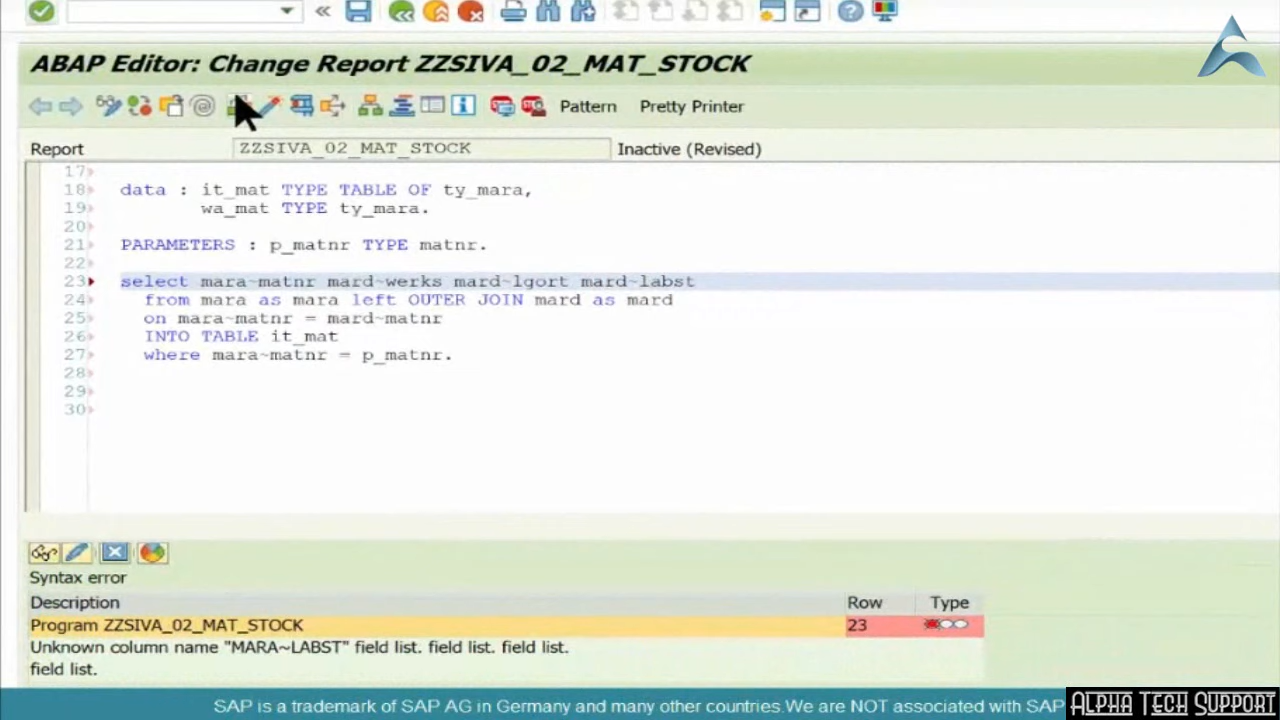 ABAP Editor: Change Report ZZSIVA_02_MAT_STOCK
Pattern Pretty Printer
Report ZZSIVA_02_MAT_STOCK Inactive (Revised)
17
18 data : it_mat TYPE TABLE OF ty_mara,
19 wa_mat TYPE ty_mara.
20
21 PARAMETERS : p_matnr TYPE matnr.
22
23 select mara~matnr mard~werks mard~lgort mard~labst
24 from mara as mara left OUTER JOIN mard as mard
25 on mara~matnr = mard~matnr
26 INTO TABLE it_mat
27 where mara~matnr = p_matnr.
28
29
30
Syntax error
Description Row Type
Program ZZSIVA_02_MAT_STOCK 23
Unknown column name "MARA~LABST" field list. field list. field list.
field list.
SAP is a trademark of SAP AG in Germany and many other countries.We are NOT associated with SAP
ALPHA TECH SUPPORT